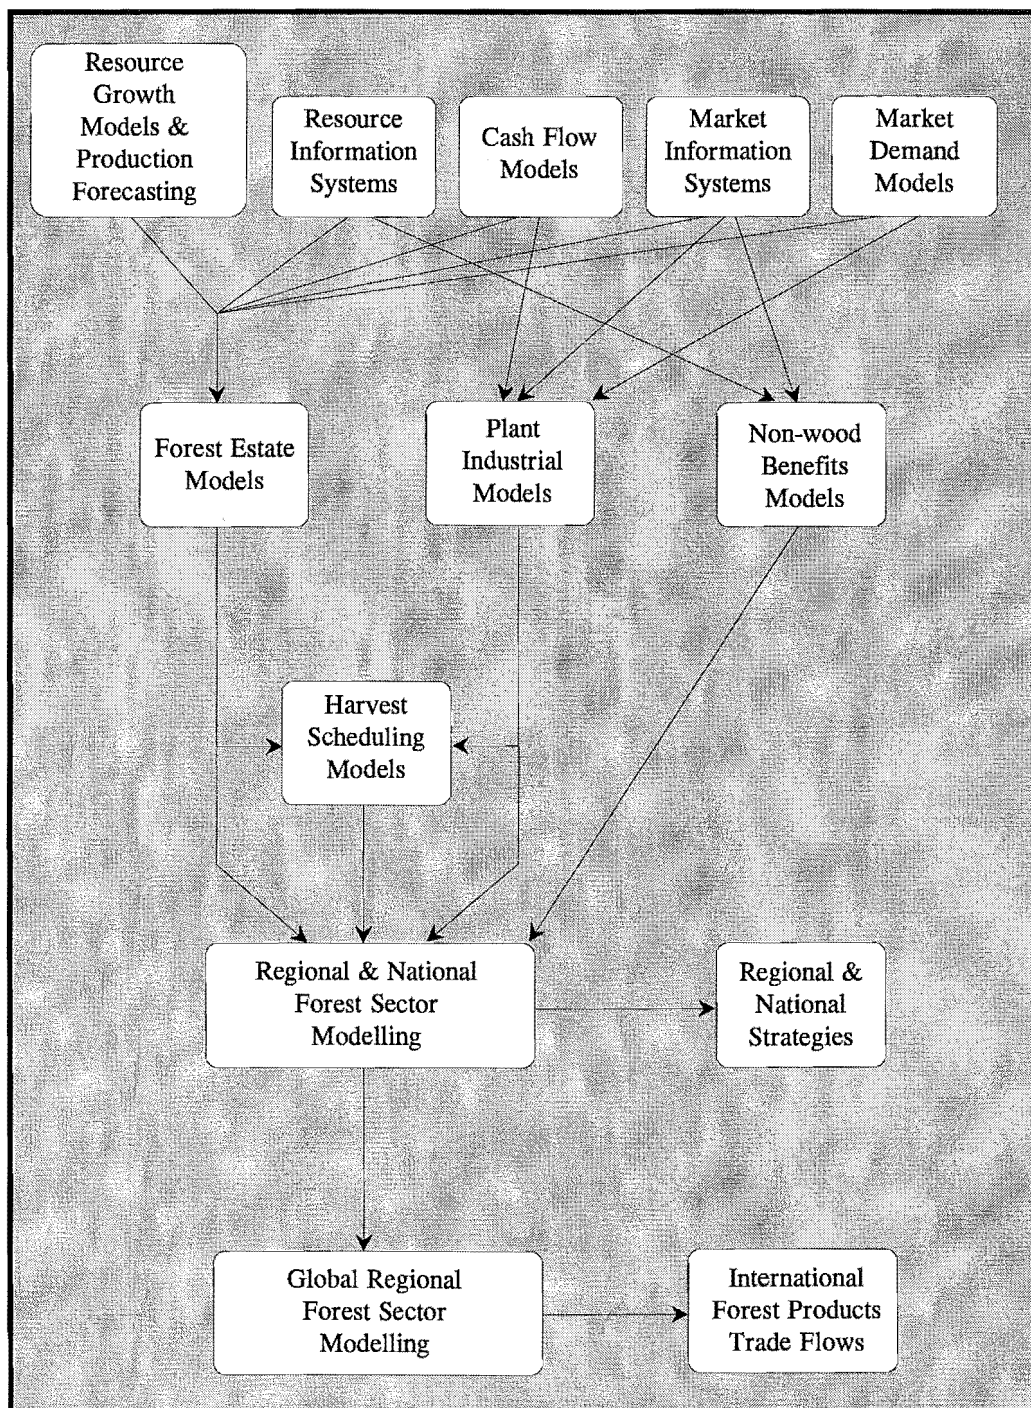 Resource
Growth
Models &
Production
Forecasting
Resource
Information
Systems
Cash Flow
Models
Market
Information
Systems
Market
Demand
Models
Forest Estate
Models
Plant
Industrial
Models
Non-wood
Benefits
Models
Harvest
Scheduling
Models
Regional & National
Forest Sector
Modelling
Regional &
National
Strategies
Global Regional
Forest Sector
Modelling
International
Forest Products
Trade Flows